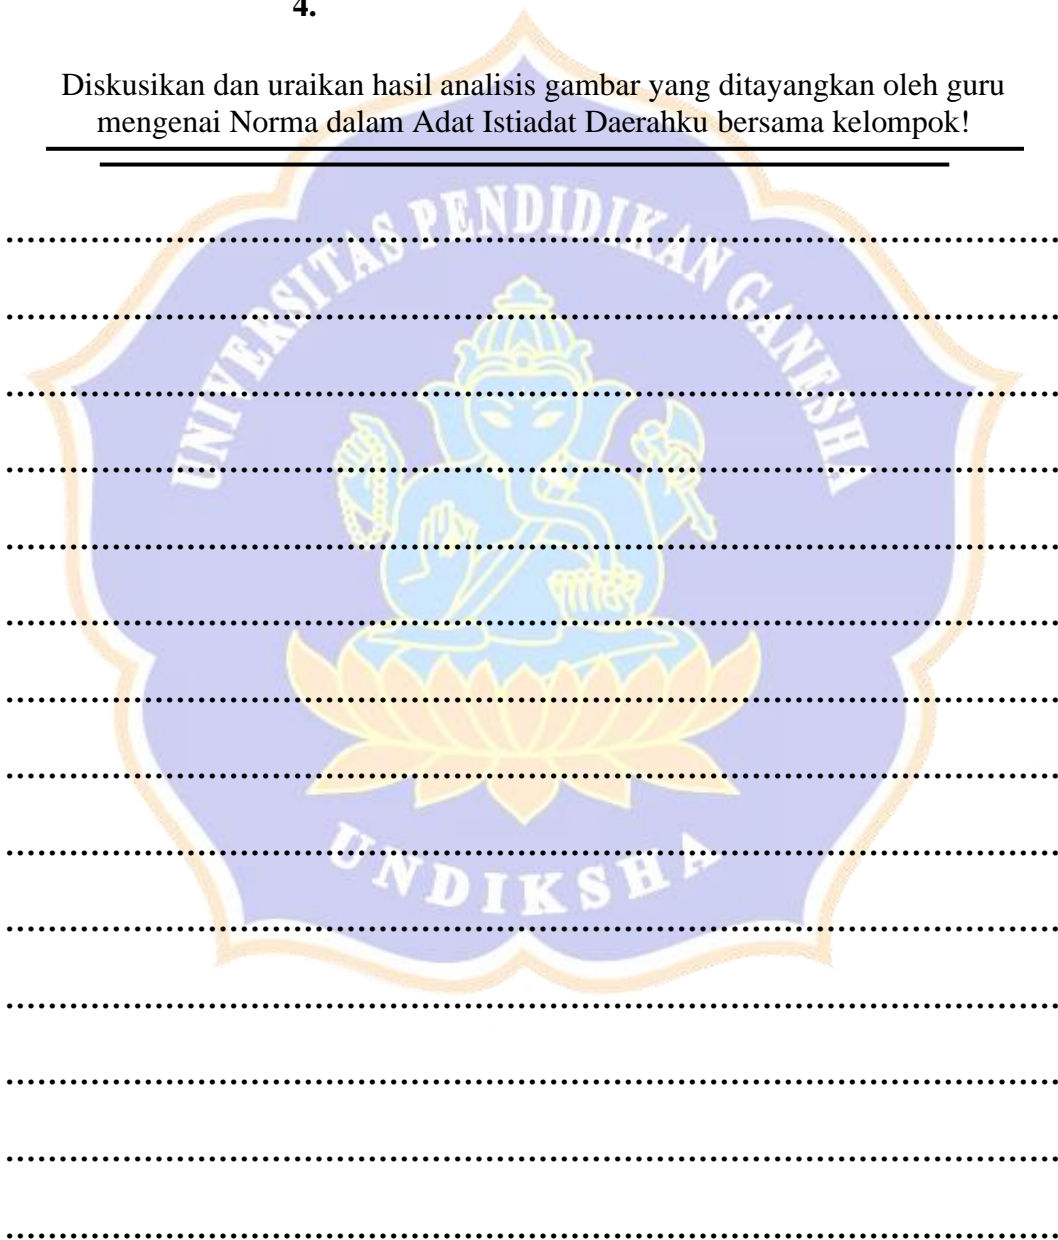 4.
Diskusikan dan uraikan hasil analisis gambar yang ditayangkan oleh guru
mengenai Norma dalam Adat Istiadat Daerahku bersama kelompok!
UNIVERSITAS PENDIDIKAN GANESHA
UNDIKSHA